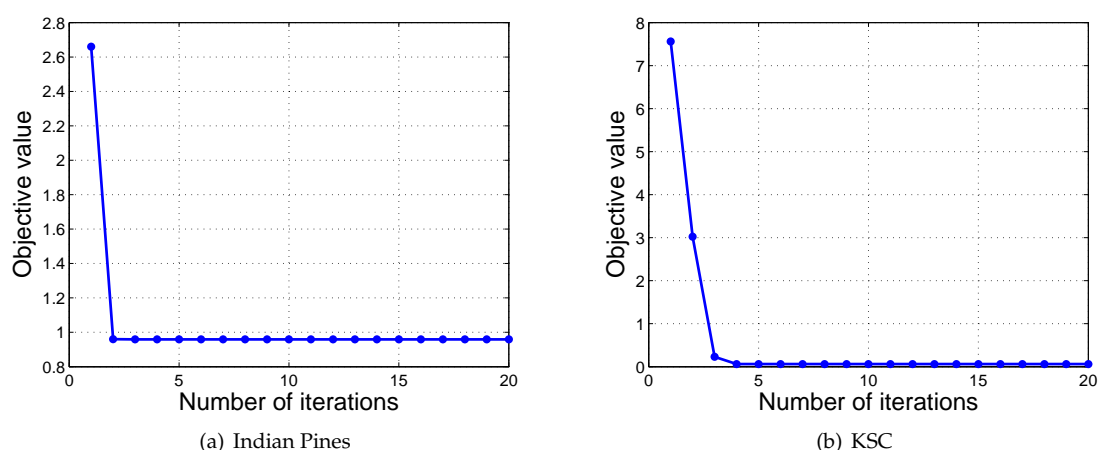 2.8
2.6
2.4
2.2
2
1.8
1.6
1.4
1.2
1
0.8
Objective value
0 5 10 15 20
Number of iterations
(a) Indian Pines
8
7
6
5
4
3
2
1
0
Objective value
0 5 10 15 20
Number of iterations
(b) KSC